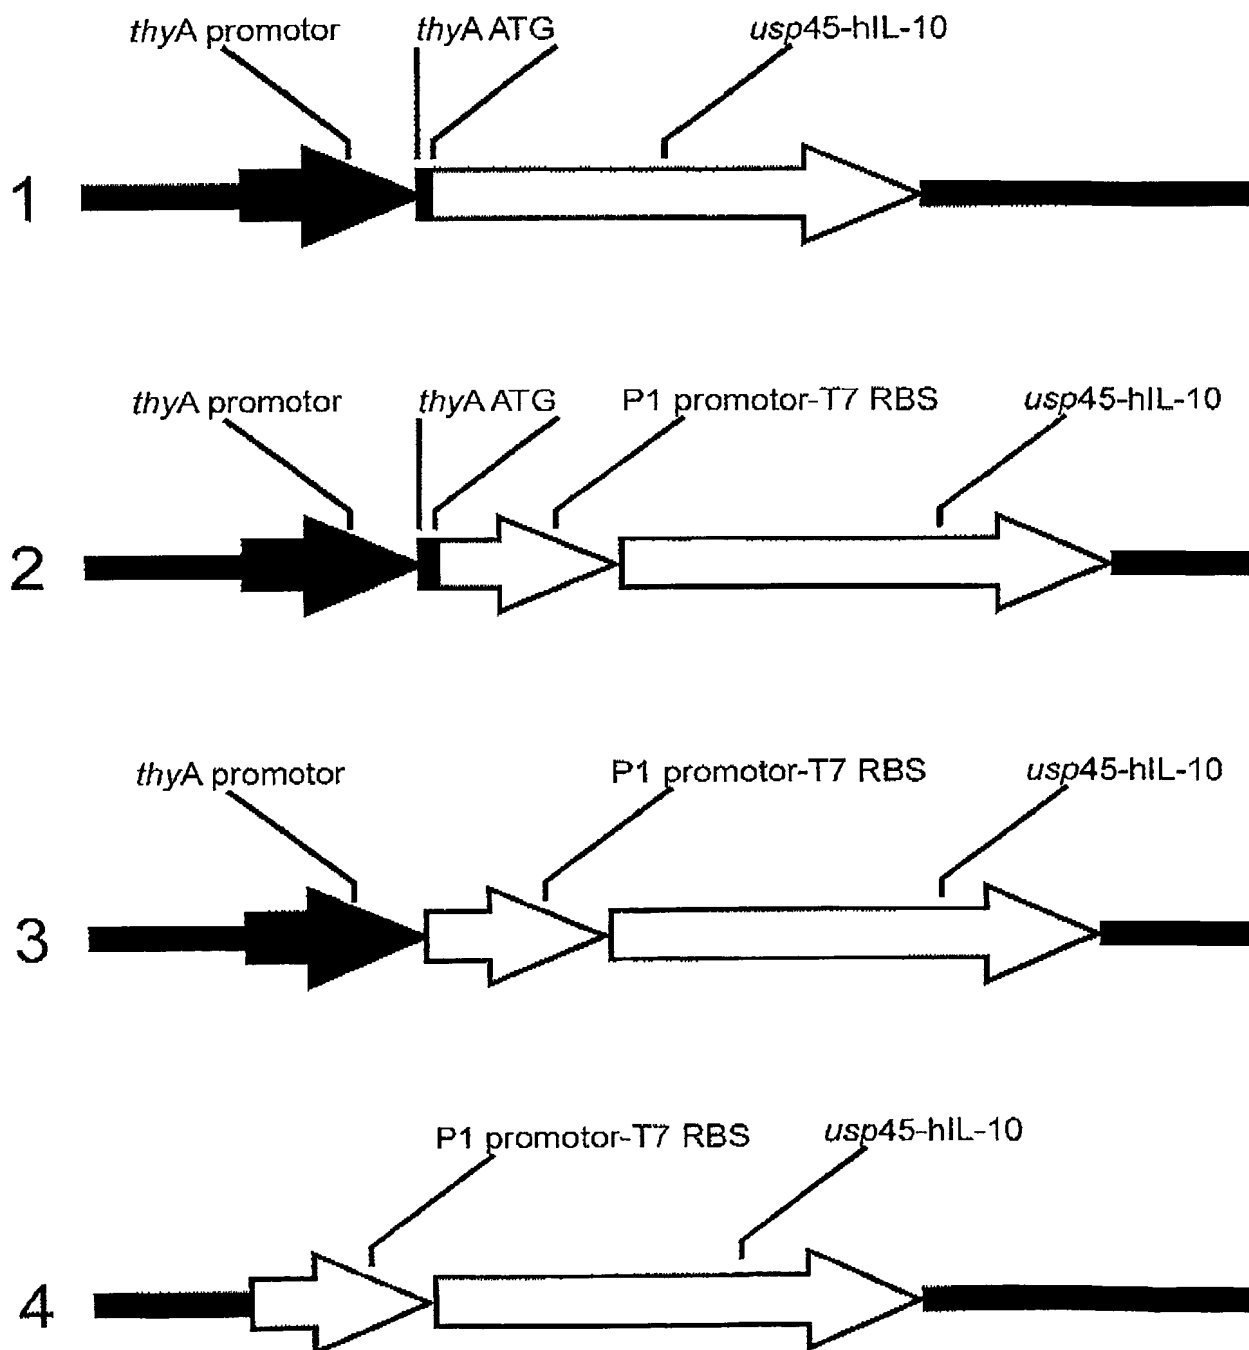 thyA promotor thyA ATG usp45-hIL-10
1
thyA promotor thyA ATG P1 promotor-T7 RBS usp45-hIL-10
2
thyA promotor P1 promotor-T7 RBS usp45-hIL-10
3
P1 promotor-T7 RBS usp45-hIL-10
4